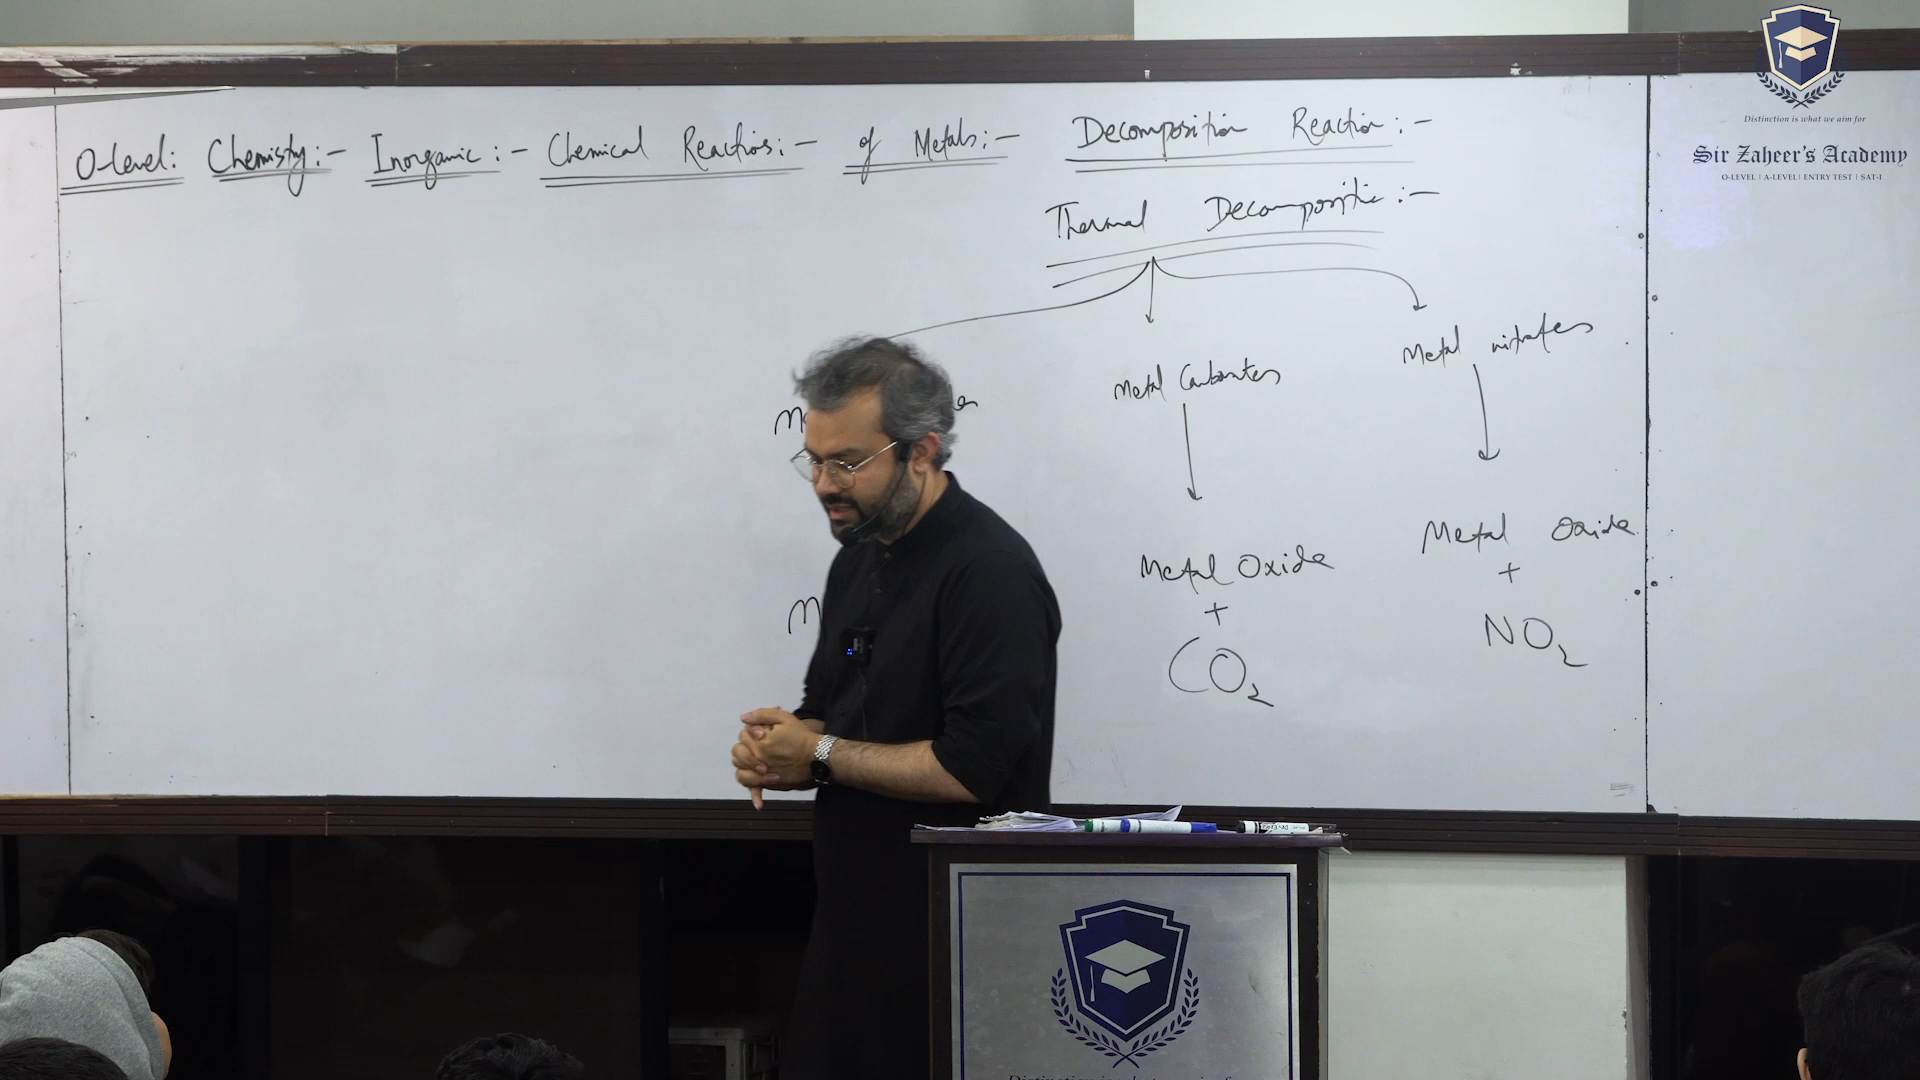 O-level: Chemistry:- Inorganic:- Chemical Reactions:- of Metals:- Decomposition Reaction:-
Thermal Decomposition:-
Metal Carbonates
Metal nitrates
Metal Oxide
+
CO2
Metal Oxide
+
NO2
Distinction is what we aim for
Sir Zaheer's Academy
O-LEVEL | A-LEVEL | ENTRY TEST | SAT-I